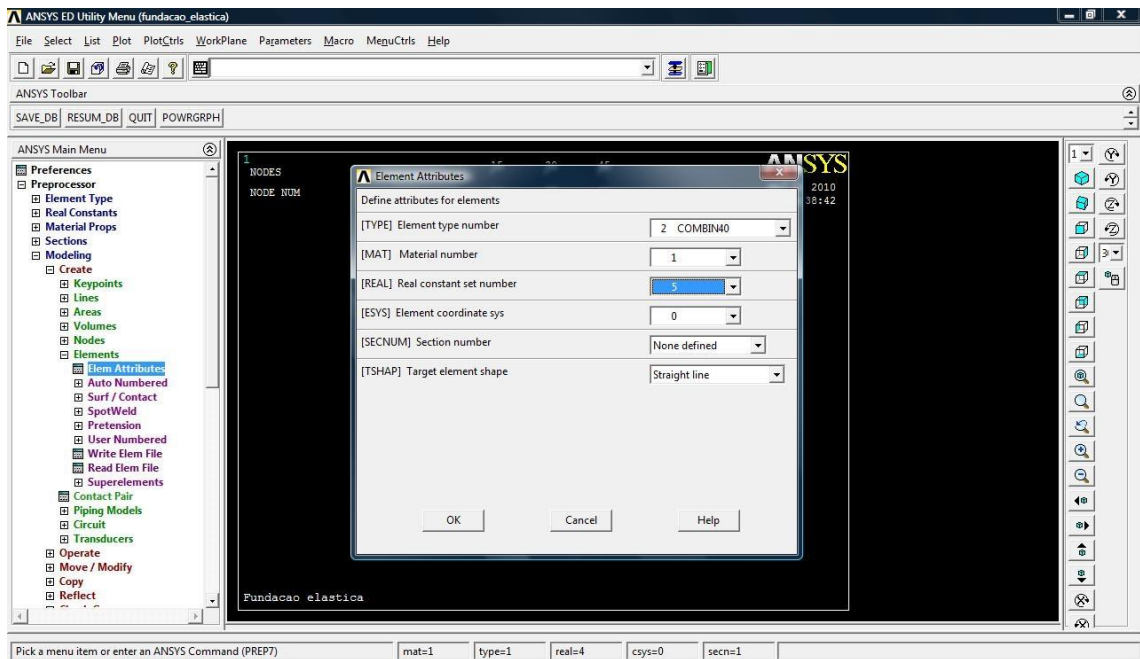 ANSYS ED Utility Menu (fundacao_elastica)
File Select List Plot PlotCtrls WorkPlane Parameters Macro MenuCtrls Help
ANSYS Toolbar
SAVE_DB RESUM_DB QUIT POWRGRPH
ANSYS Main Menu
Preferences
Preprocessor
Element Type
Real Constants
Material Props
Sections
Modeling
Create
Keypoints
Lines
Areas
Volumes
Nodes
Elements
Elem Attributes
Auto Numbered
Surf / Contact
SpotWeld
Pretension
User Numbered
Write Elem File
Read Elem File
Superelements
Contact Pair
Piping Models
Circuit
Transducers
Operate
Move / Modify
Copy
Reflect
1
NODES
NODE NUM
ANSYS
2010
38:42
Element Attributes
Define attributes for elements
[TYPE] Element type number 2 COMBIN40
[MAT] Material number 1
[REAL] Real constant set number 5
[ESYS] Element coordinate sys 0
[SECNUM] Section number None defined
[TSHAP] Target element shape Straight line
OK Cancel Help
Fundacao elastica
1
Pick a menu item or enter an ANSYS Command (PREP7) mat=1 type=1 real=4 csys=0 secn=1